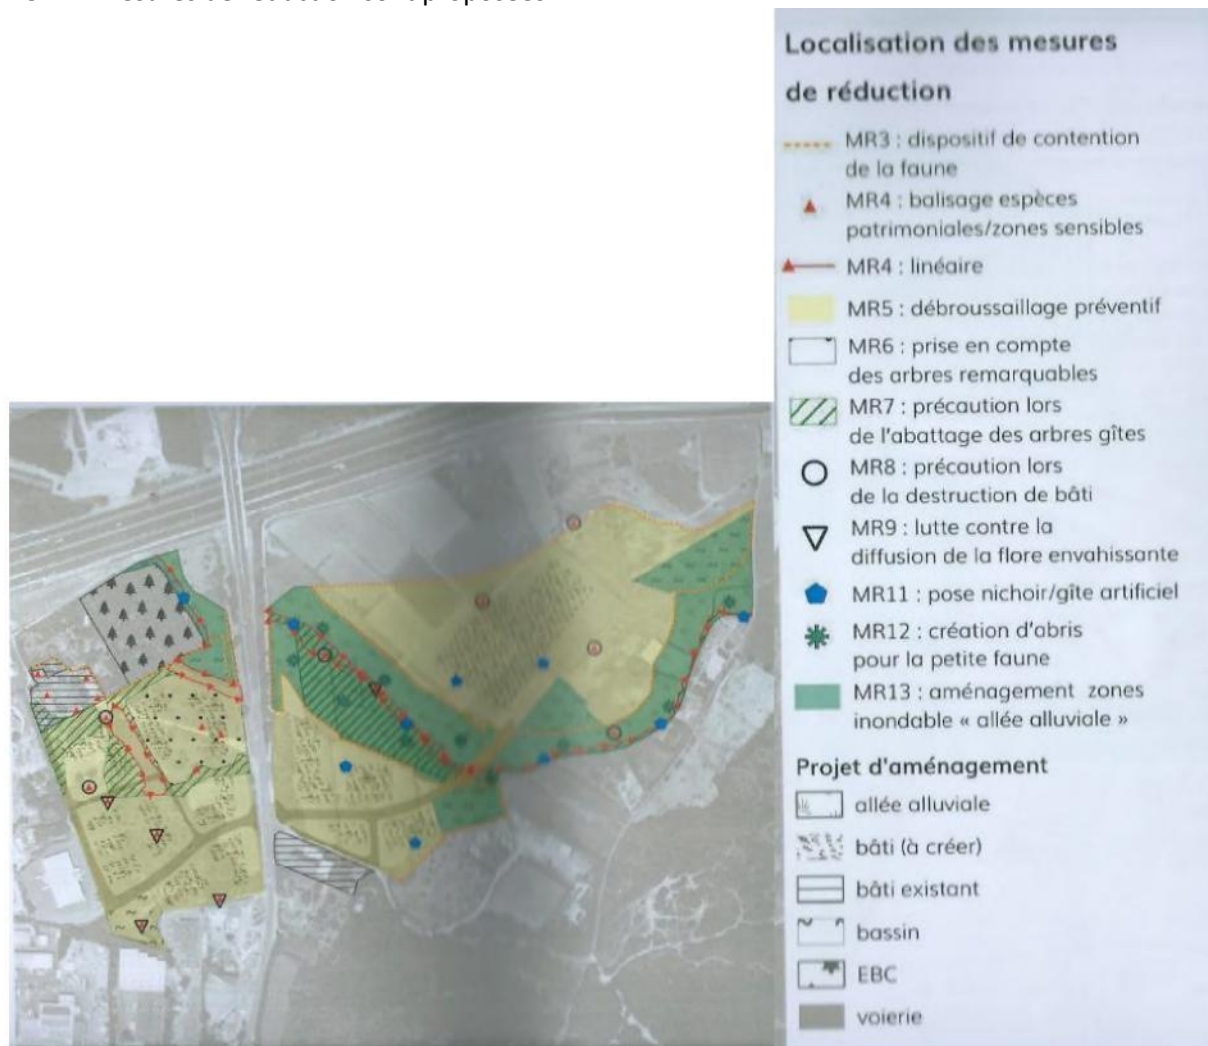 Localisation des mesures
de réduction
MR3 : dispositif de contention
de la faune
MR4 : balisage espèces
patrimoniales/zones sensibles
MR4 : linéaire
MR5 : débroussaillage préventif
MR6 : prise en compte
des arbres remarquables
MR7 : précaution lors
de l'abattage des arbres gîtes
MR8 : précaution lors
de la destruction de bâti
MR9 : lutte contre la
diffusion de la flore envahissante
MR11 : pose nichoir/gîte artificiel
MR12 : création d'abris
pour la petite faune
MR13 : aménagement zones
inondable « allée alluviale »
Projet d'aménagement
allée alluviale
bâti (à créer)
bâti existant
bassin
EBC
voierie